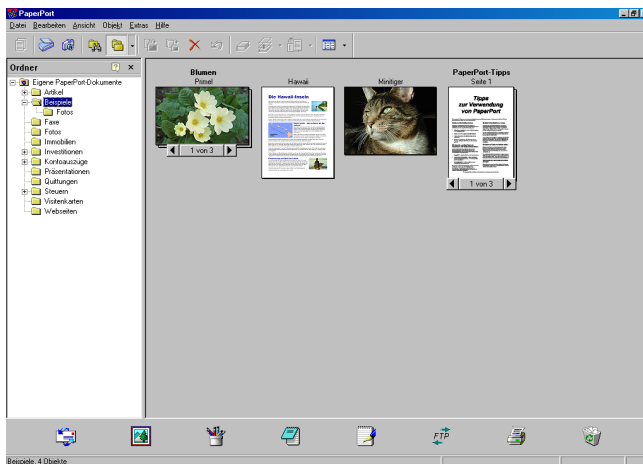 PaperPort
Datei Bearbeiten Ansicht Objekt Extras Hilfe
Ordner
Eigene PaperPort-Dokumente
Artikel
Beispiele
Fotos
Faxe
Fotos
Immobilien
Investitionen
Kontoauszüge
Präsentationen
Quittungen
Steuern
Visitenkarten
Webseiten
Blumen
Primel
1 von 3
Hawaii
Die Hawaii-Inseln
Minitiger
PaperPort-Tipps
Seite 1
Tipps
zur Verwendung
von PaperPort
1 von 3
FTP
Beispiele, 4 Objekte